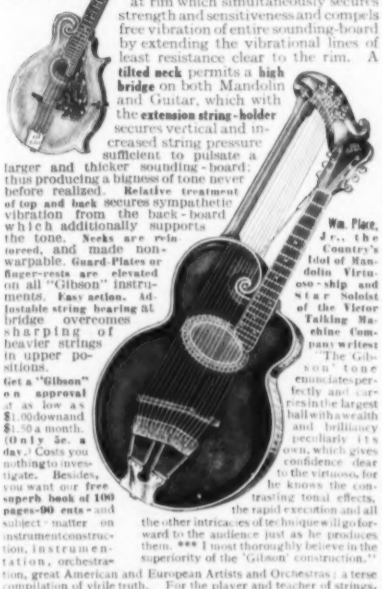 at rim which simultaneously secures
strength and sensitiveness and compels
free vibration of entire sounding-board
by extending the vibrational lines of
least resistance clear to the rim. A
tilted neck permits a high
bridge on both Mandolin
and Guitar, which with
the extension string-holder
secures vertical and in-
creased string pressure
sufficient to pulsate a
larger and thicker sounding-board;
thus producing a bigness of tone never
before realized. Relative treatment
of top and back secures sympathetic
vibration from the back-board
which additionally supports
the tone. Necks are rein-
forced, and made non-
warpable. Guard-Plates or
finger-rests are elevated
on all "Gibson" instru-
ments. Easy action. Ad-
justable string bearing at
bridge overcomes
sharping of
heavier strings
in upper po-
sitions.
Get a "Gibson"
on approval
at as low as
$1.00 down and
$1.50 a month.
(Only 5c. a
day.) Costs you
nothing to inves-
tigate. Besides,
you want our free
superb book of 100
pages-90 cuts-and
subject-matter on
instrument construc-
tion, instrumen-
tation, orchestra-
tion, great American and European Artists and Orchestras; a terse
compilation of virile truth. For the player and teacher of strings,
Wm. Place,
Jr., the
Country's
Idol of Man-
dolin Virtu-
oso-ship and
Star Soloist
of the Victor
Talking Ma-
chine Com-
pany writes:
"The Gib-
son' tone
enunciates per-
fectly and car-
ries in the largest
hall with a wealth
and brilliancy
peculiarly its
own, which gives
confidence dear
to the virtuoso, for
he knows the con-
trasting tonal effects,
the rapid execution and all
the other intricacies of technique will go for-
ward to the audience just as he produces
them. *** I most thoroughly believe in the
superiority of the 'Gibson' construction."